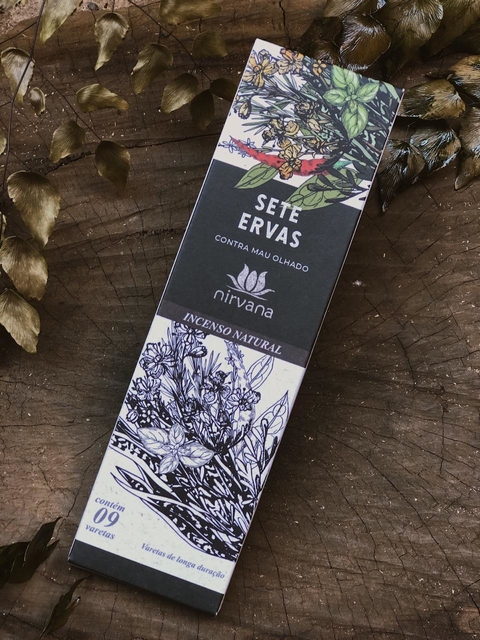 SETE
ERVAS
CONTRA MAU OLHADO
nirvana
INCENSO NATURAL
contém
09
varetas
Varetas de longa duração